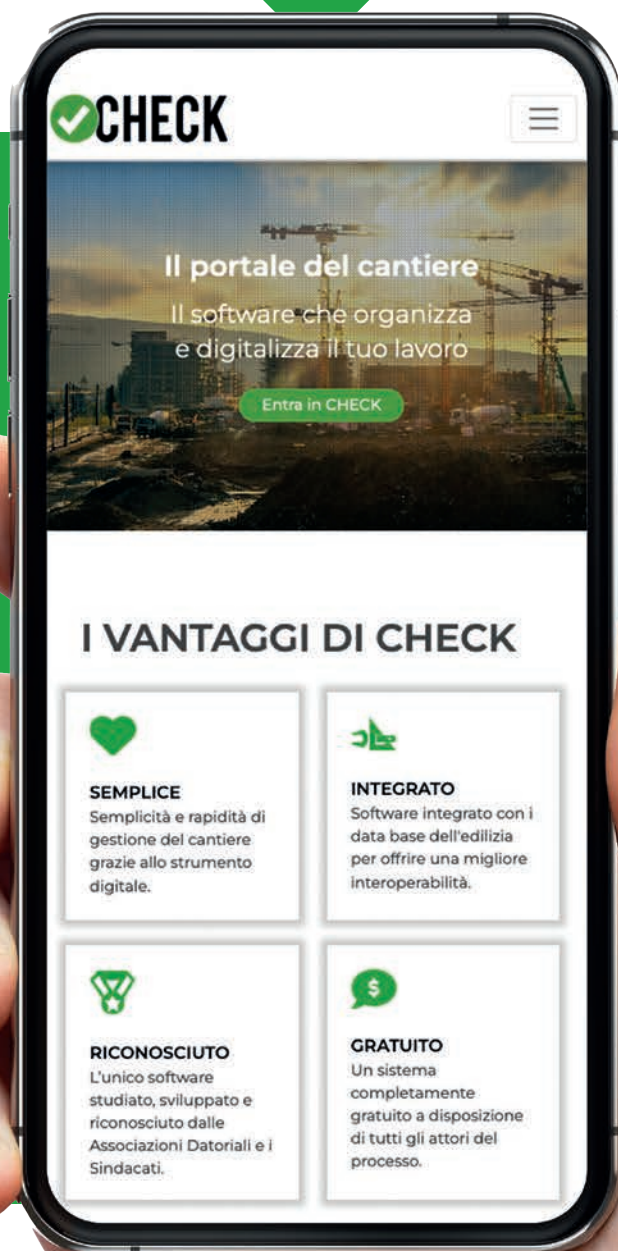 CHECK
Il portale del cantiere
Il software che organizza
e digitalizza il tuo lavoro
Entra in CHECK
I VANTAGGI DI CHECK
SEMPLICE
Semplicità e rapidità di
gestione del cantiere
grazie allo strumento
digitale.
INTEGRATO
Software integrato con i
data base dell'edilizia
per offrire una migliore
interoperabilità.
RICONOSCIUTO
L'unico software
studiato, sviluppato e
riconosciuto dalle
Associazioni Datoriali e i
Sindacati.
$
GRATUITO
Un sistema
completamente
gratuito a disposizione
di tutti gli attori del
processo.